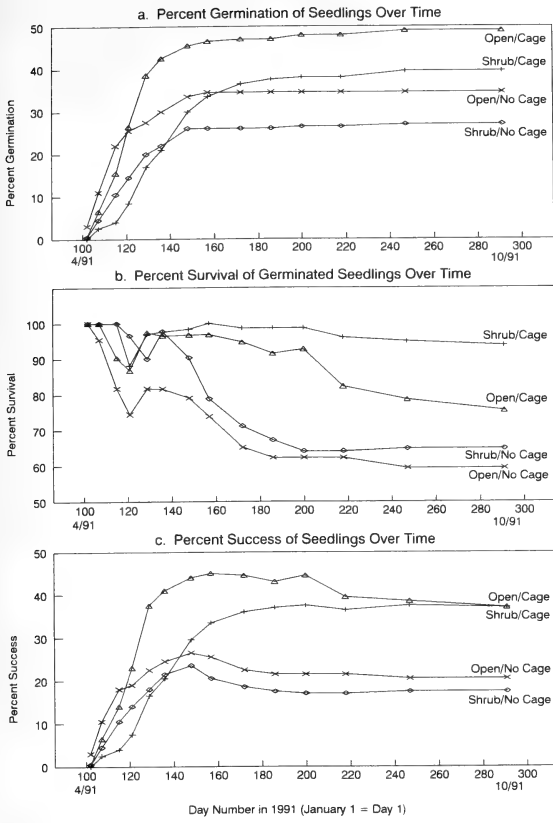 a. Percent Germination of Seedlings Over Time
50
40
30
20
10
0
Percent Germination
Open/Cage
Shrub/Cage
Open/No Cage
Shrub/No Cage
100 120 140 160 180 200 220 240 260 280 300
4/91 10/91
b. Percent Survival of Germinated Seedlings Over Time
100
90
80
70
60
50
Percent Survival
Shrub/Cage
Open/Cage
Shrub/No Cage
Open/No Cage
100 120 140 160 180 200 220 240 260 280 300
4/91 10/91
c. Percent Success of Seedlings Over Time
50
40
30
20
10
0
Percent Success
Open/Cage
Shrub/Cage
Open/No Cage
Shrub/No Cage
100 120 140 160 180 200 220 240 260 280 300
4/91 10/91
Day Number in 1991 (January 1 = Day 1)